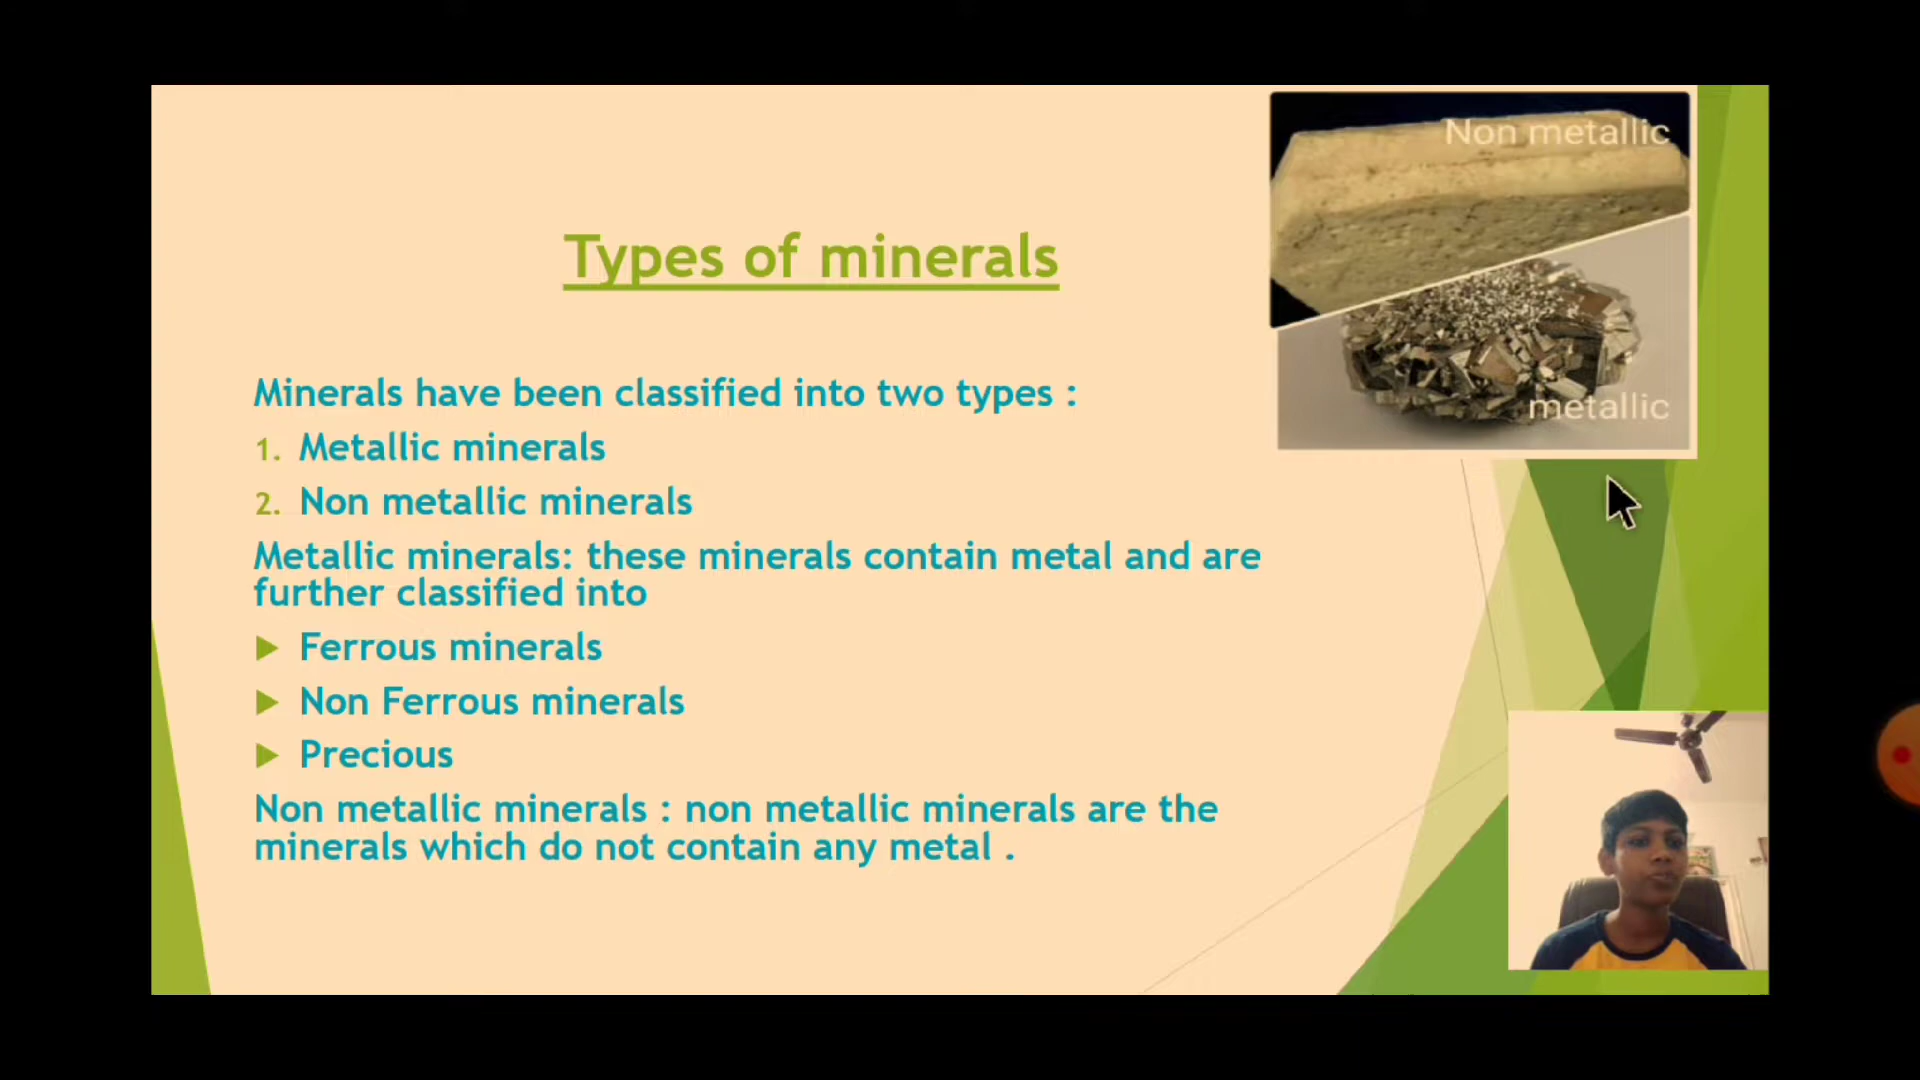 Non metallic
Types of minerals
metallic
Minerals have been classified into two types :
1. Metallic minerals
2. Non metallic minerals
Metallic minerals: these minerals contain metal and are
further classified into
Ferrous minerals
Non Ferrous minerals
Precious
Non metallic minerals : non metallic minerals are the
minerals which do not contain any metal .